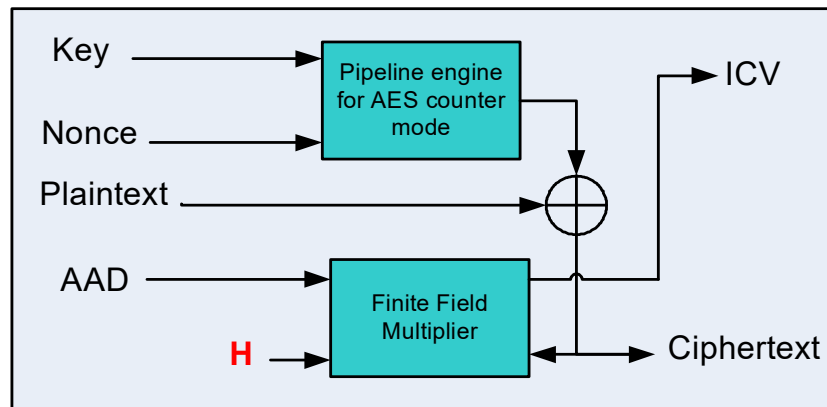 Key
Pipeline engine
for AES counter
mode
ICV
Nonce
Plaintext
AAD
Finite Field
Multiplier
H
Ciphertext